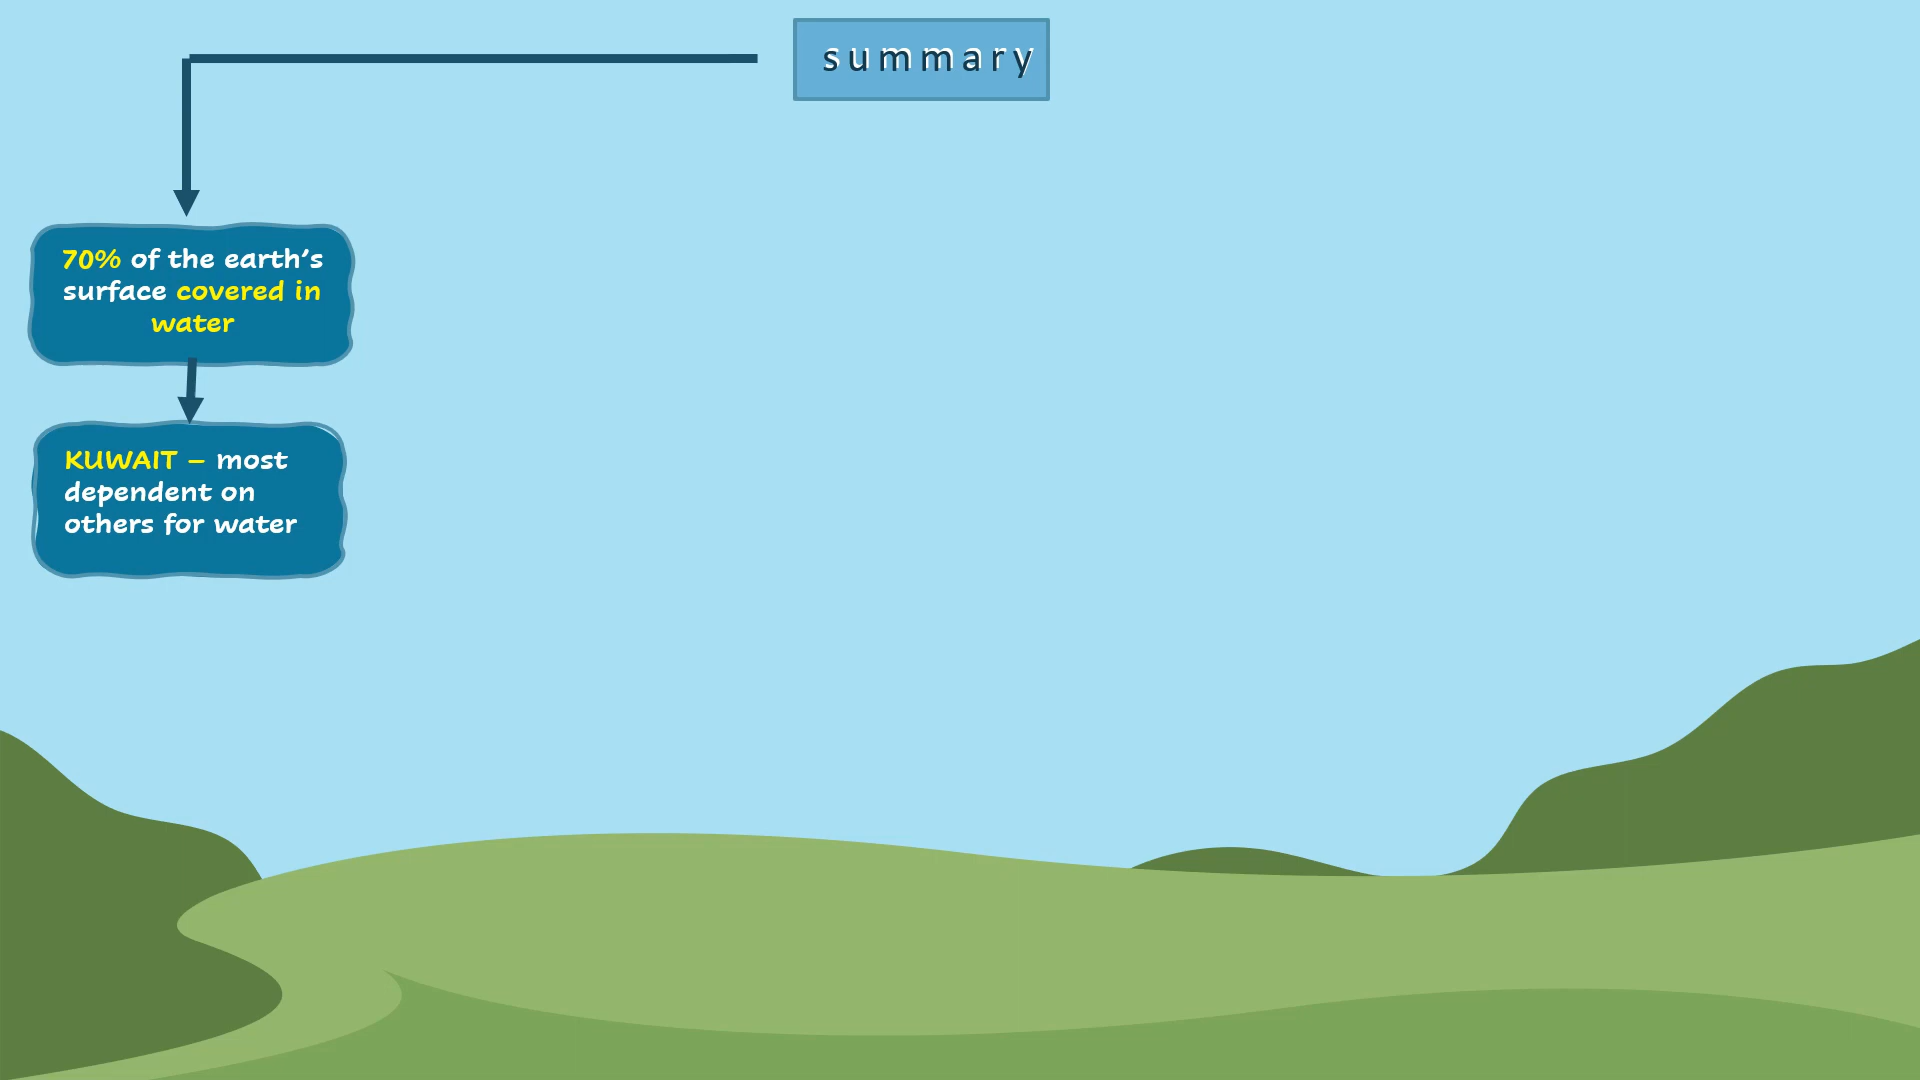 summary
70% of the earth’s
surface covered in
water
KUWAIT – most
dependent on
others for water